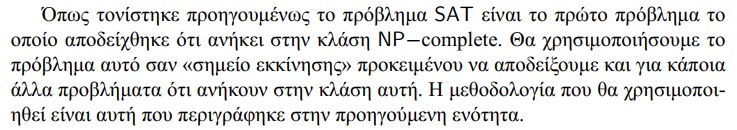 Όπως τονίστηκε προηγουμένως το πρόβλημα SAT είναι το πρώτο πρόβλημα το
οποίο αποδείχθηκε ότι ανήκει στην κλάση NP−complete. Θα χρησιμοποιήσουμε το
πρόβλημα αυτό σαν «σημείο εκκίνησης» προκειμένου να αποδείξουμε και για κάποια
άλλα προβλήματα ότι ανήκουν στην κλάση αυτή. Η μεθοδολογία που θα χρησιμοποι-
ηθεί είναι αυτή που περιγράφηκε στην προηγούμενη ενότητα.